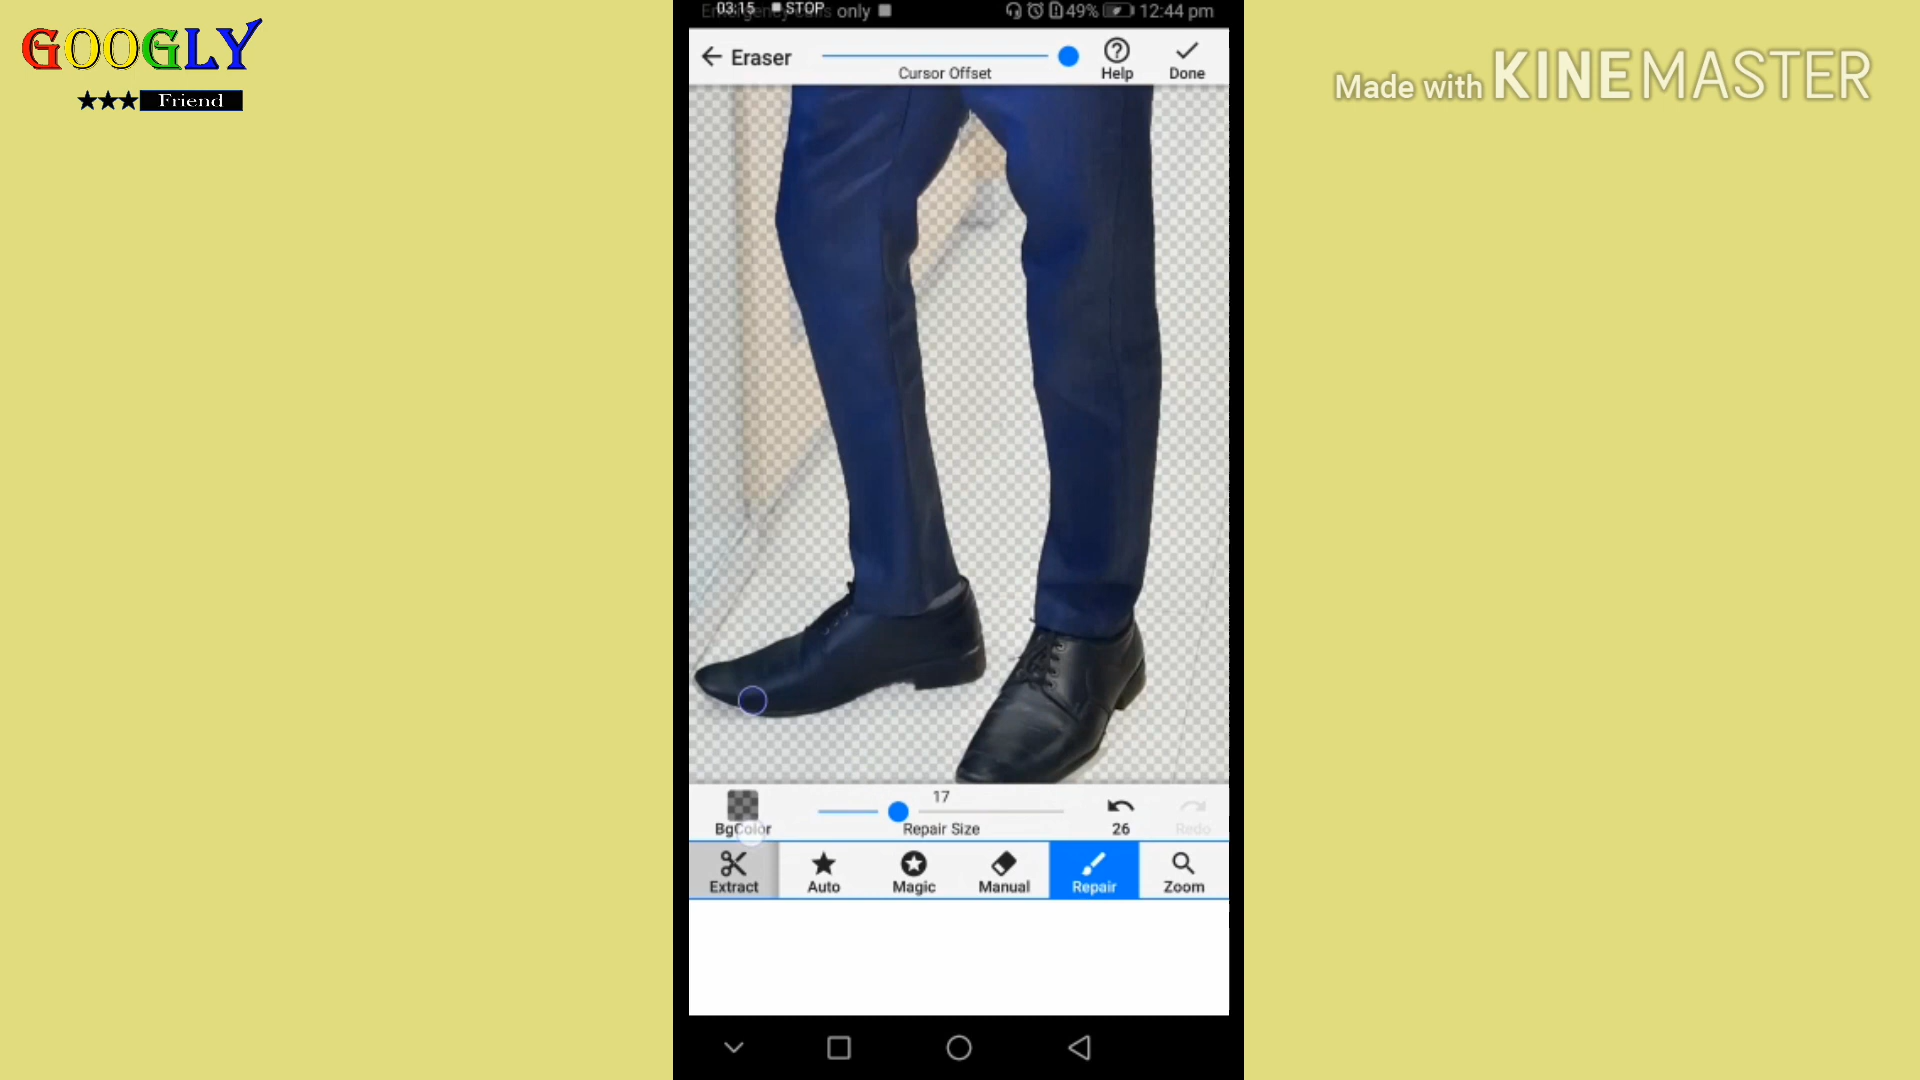 GOOGLY
★★★ Friend
Made with KINEMASTER
03:15 STOP only 49% 12:44 pm
Eraser
Cursor Offset
Help
Done
17
BgColor
Repair Size
26
Redo
Extract
Auto
Magic
Manual
Repair
Zoom